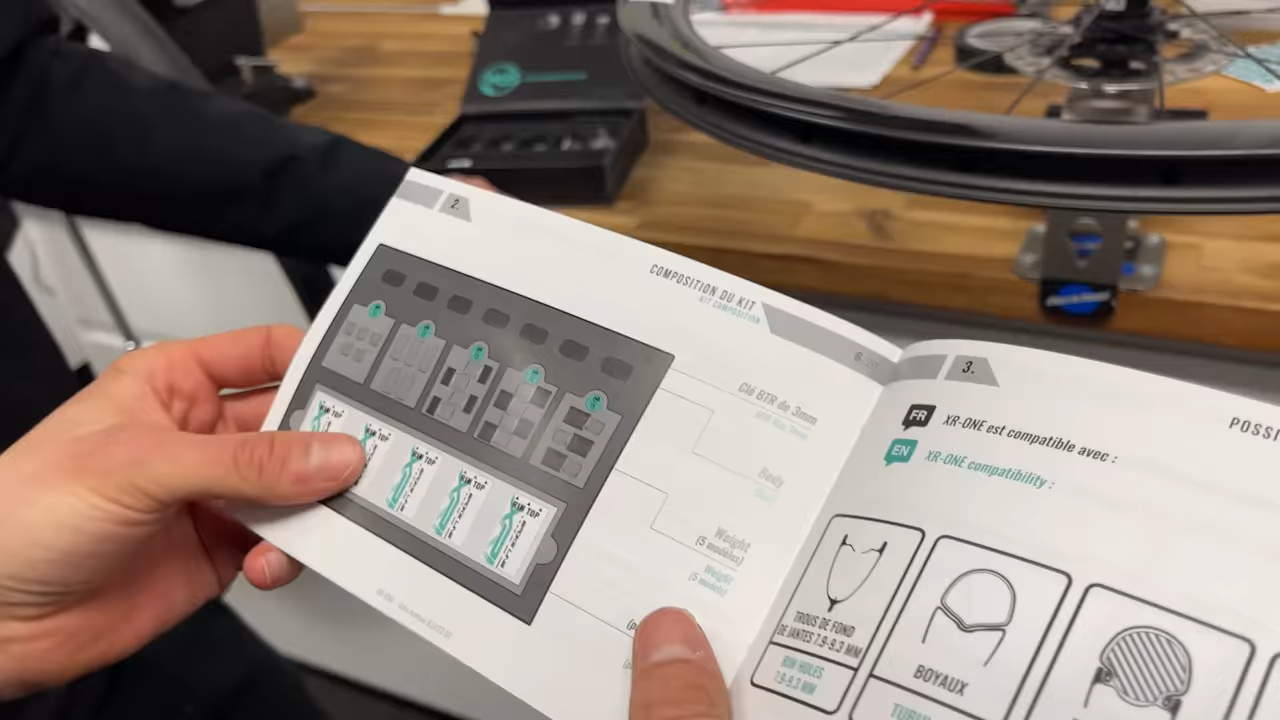 2.
COMPOSITION DU KIT
KIT COMPOSITION
6
Clé BTR de 3mm
Body
Weight
(5 modèles)
Weight
RIM TOP
RIM TOP
RIM TOP
RIM TOP
RIM TOP
3.
FR
XR-ONE est compatible avec :
EN
XR-ONE compatibility :
TROUS DE FOND
DE JANTES 7.9-9.3 MM
RIM HOLES
7.9-9.3 MM
BOYAUX